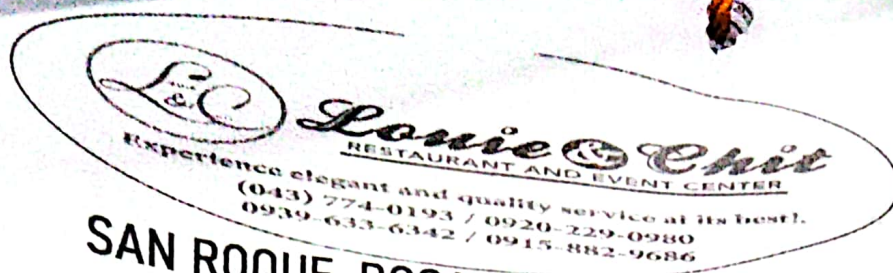 L&C
Louie & Chit
RESTAURANT AND EVENT CENTER
Experience elegant and quality service at its best!.
(043) 774-0193 / 0920-229-0980
0939-633-6342 / 0915-882-9686
SAN ROQUE,